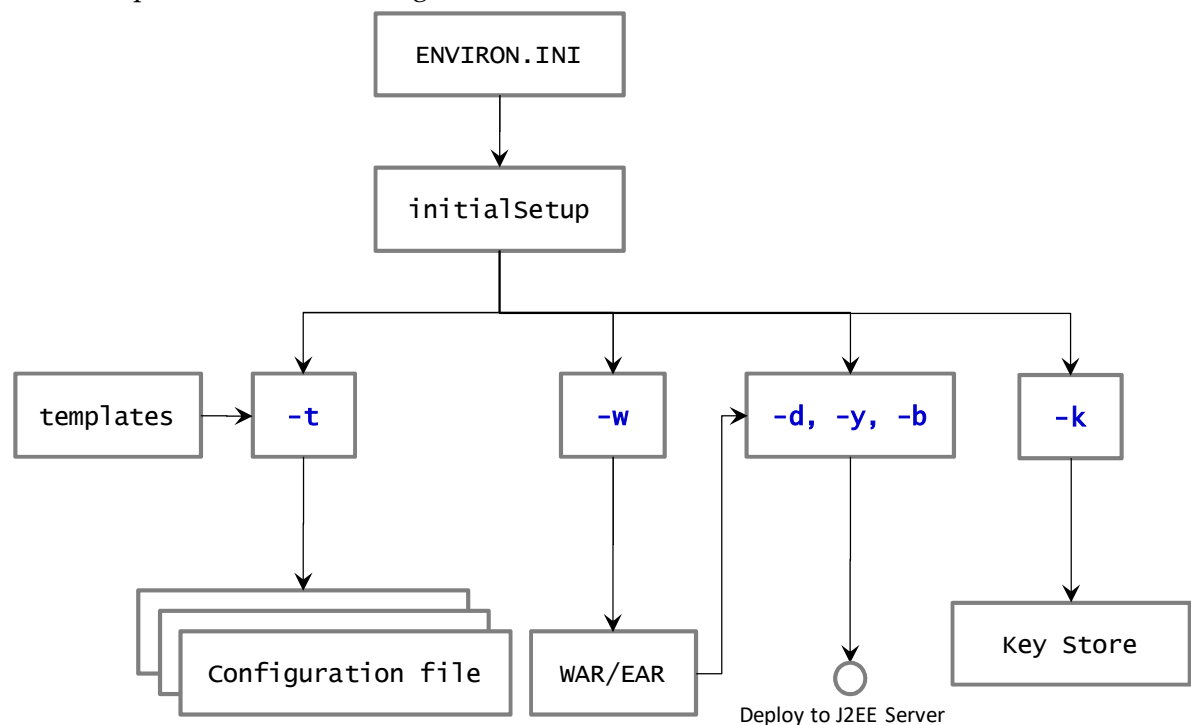 ENVIRON.INI
initialSetup
templates
-t
-w
-d, -y, -b
-k
Configuration file
WAR/EAR
Key Store
Deploy to J2EE Server